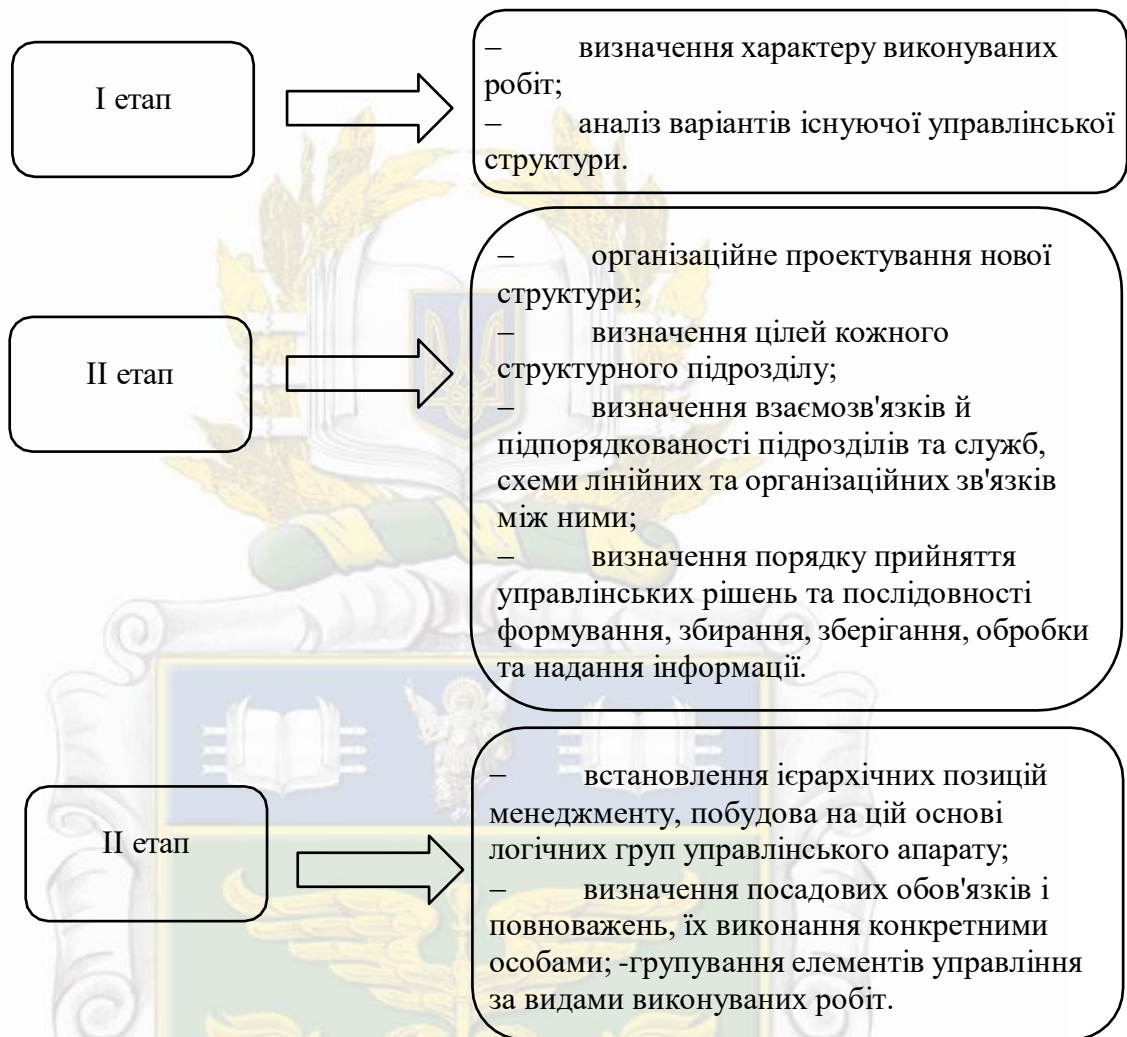 І етап
– визначення характеру виконуваних
робіт;
– аналіз варіантів існуючої управлінської
структури.
ІІ етап
– організаційне проектування нової
структури;
– визначення цілей кожного
структурного підрозділу;
– визначення взаємозв'язків й
підпорядкованості підрозділів та служб,
схеми лінійних та організаційних зв'язків
між ними;
– визначення порядку прийняття
управлінських рішень та послідовності
формування, збирання, зберігання, обробки
та надання інформації.
ІІ етап
– встановлення ієрархічних позицій
менеджменту, побудова на цій основі
логічних груп управлінського апарату;
– визначення посадових обов'язків і
повноважень, їх виконання конкретними
особами; -групування елементів управління
за видами виконуваних робіт.